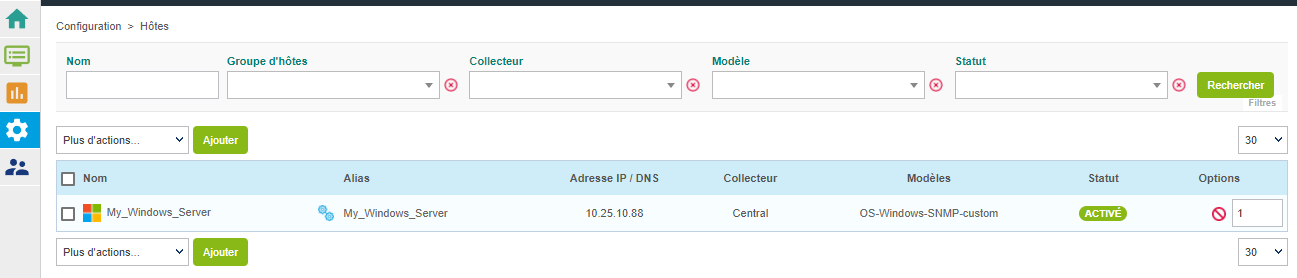 Configuration > Hôtes
Nom Groupe d'hôtes Collecteur Modèle Statut
Rechercher
Filtres
Plus d'actions... Ajouter 30
Nom Alias Adresse IP / DNS Collecteur Modèles Statut Options
My_Windows_Server My_Windows_Server 10.25.10.88 Central OS-Windows-SNMP-custom ACTIVÉ 1
Plus d'actions... Ajouter 30